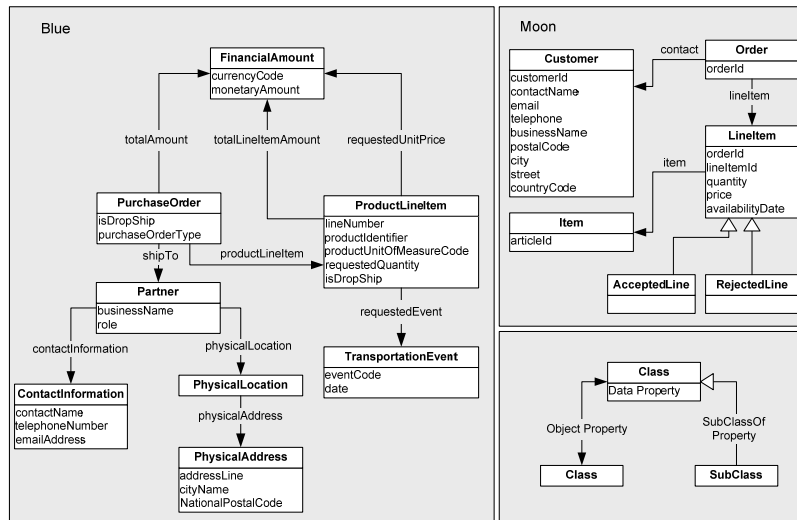 Blue
FinancialAmount
currencyCode
monetaryAmount
totalAmount
totalLineItemAmount
requestedUnitPrice
PurchaseOrder
isDropShip
purchaseOrderType
shipTo
productLineItem
ProductLineItem
lineNumber
productIdentifier
productUnitOfMeasureCode
requestedQuantity
isDropShip
Partner
businessName
role
requestedEvent
contactInformation
physicalLocation
TransportationEvent
eventCode
date
ContactInformation
contactName
telephoneNumber
emailAddress
PhysicalLocation
physicalAddress
PhysicalAddress
addressLine
cityName
NationalPostalCode
Moon
Customer
customerId
contactName
email
telephone
businessName
postalCode
city
street
countryCode
contact
Order
orderId
lineItem
LineItem
orderId
lineItemId
quantity
price
availabilityDate
item
Item
articleId
AcceptedLine
RejectedLine
Class
Data Property
Object Property
SubClassOf
Property
Class
SubClass